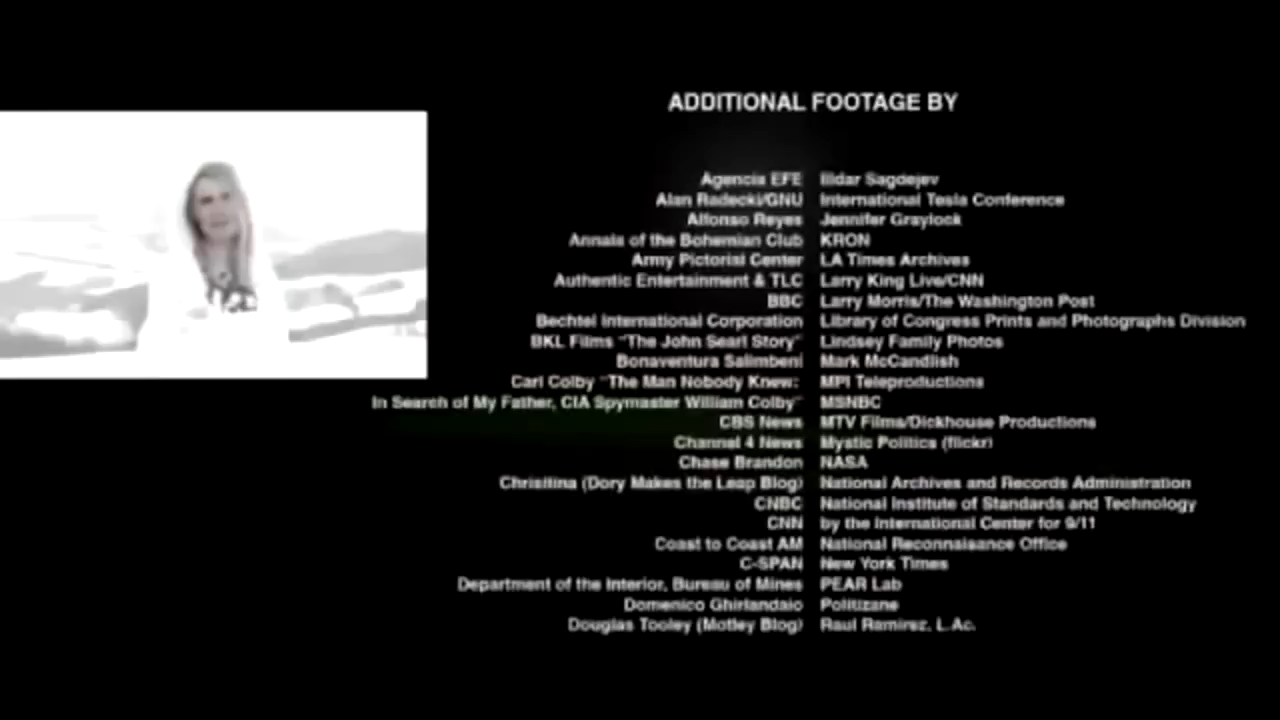 ADDITIONAL FOOTAGE BY
Agencia EFE
Alan Radecki/GNU
Alfonso Reyes
Annals of the Bohemian Club
Army Pictorial Center
Authentic Entertainment & TLC
BBC
Bechtel International Corporation
BKL Films "The John Searl Story"
Bonaventura Salimbeni
Carl Colby "The Man Nobody Knew:
In Search of My Father, CIA Spymaster William Colby"
CBS News
Channel 4 News
Chase Brandon
Christiina (Dory Makes the Leap Blog)
CNBC
CNN
Coast to Coast AM
C-SPAN
Department of the Interior, Bureau of Mines
Domenico Ghirlandaio
Douglas Tooley (Motley Blog)
Ildar Sagdejev
International Tesla Conference
Jennifer Graylock
KRON
LA Times Archives
Larry King Live/CNN
Larry Morris/The Washington Post
Library of Congress Prints and Photographs Division
Lindsey Family Photos
Mark McCandlish
MPI Teleproductions
MSNBC
MTV Films/Dickhouse Productions
Mystic Politics (flickr)
NASA
National Archives and Records Administration
National Institute of Standards and Technology
by the International Center for 9/11
National Reconnaisance Office
New York Times
PEAR Lab
Politizane
Raul Ramirez, L.Ac.